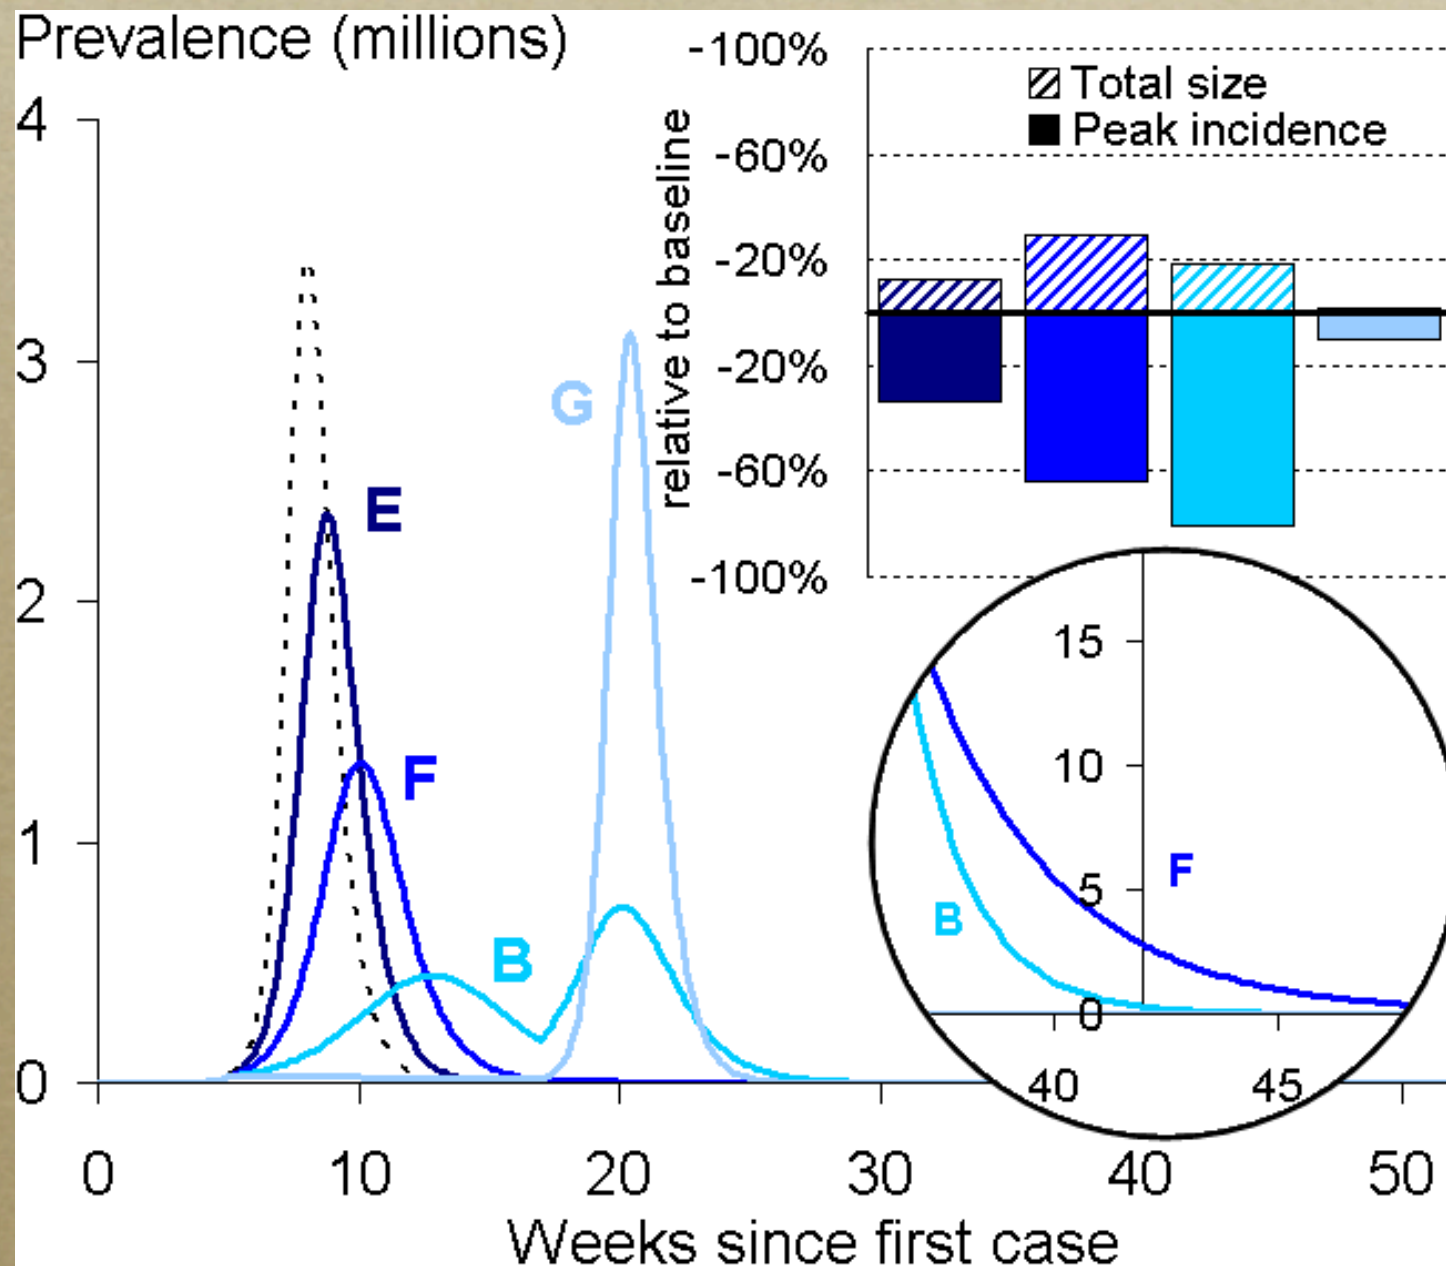 Prevalence (millions)
4
3
2
1
0
E
F
B
G
0
10
20
30
40
50
Weeks since first case
relative to baseline
-100%
-60%
-20%
-20%
-60%
-100%
Total size
Peak incidence
15
10
5
0
F
B
40
45